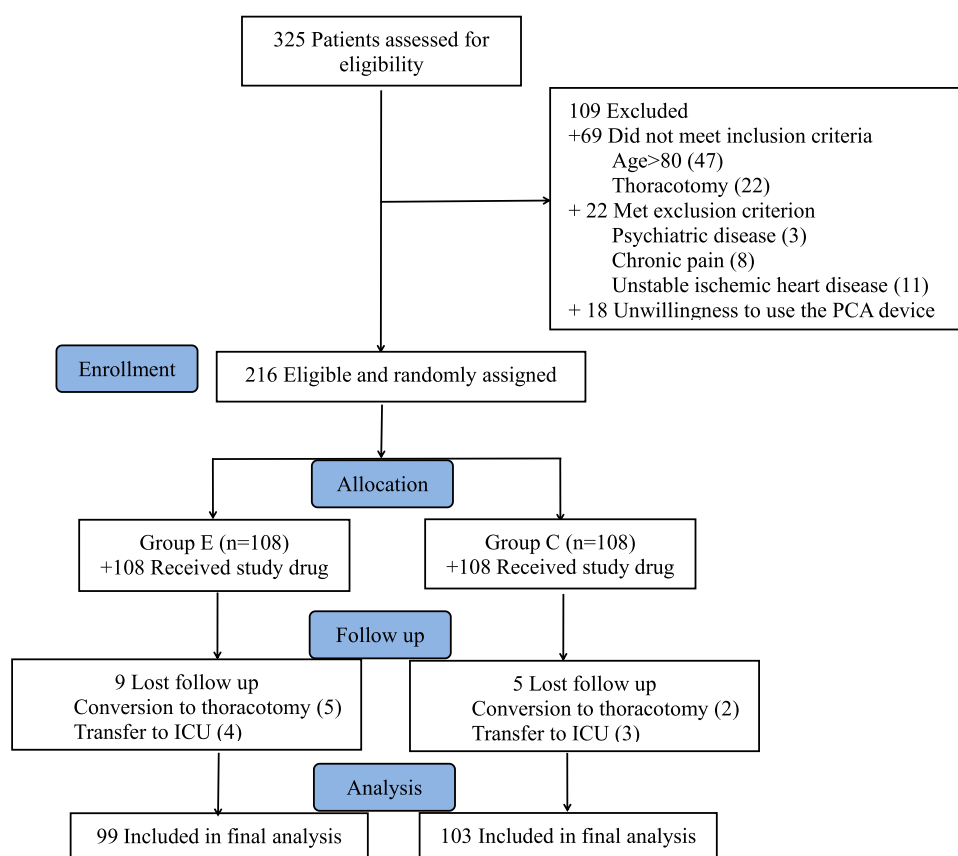 325 Patients assessed for
eligibility
109 Excluded
+69 Did not meet inclusion criteria
Age>80 (47)
Thoracotomy (22)
+ 22 Met exclusion criterion
Psychiatric disease (3)
Chronic pain (8)
Unstable ischemic heart disease (11)
+ 18 Unwillingness to use the PCA device
Enrollment
216 Eligible and randomly assigned
Allocation
Group E (n=108)
+108 Received study drug
Group C (n=108)
+108 Received study drug
Follow up
9 Lost follow up
Conversion to thoracotomy (5)
Transfer to ICU (4)
5 Lost follow up
Conversion to thoracotomy (2)
Transfer to ICU (3)
Analysis
99 Included in final analysis
103 Included in final analysis